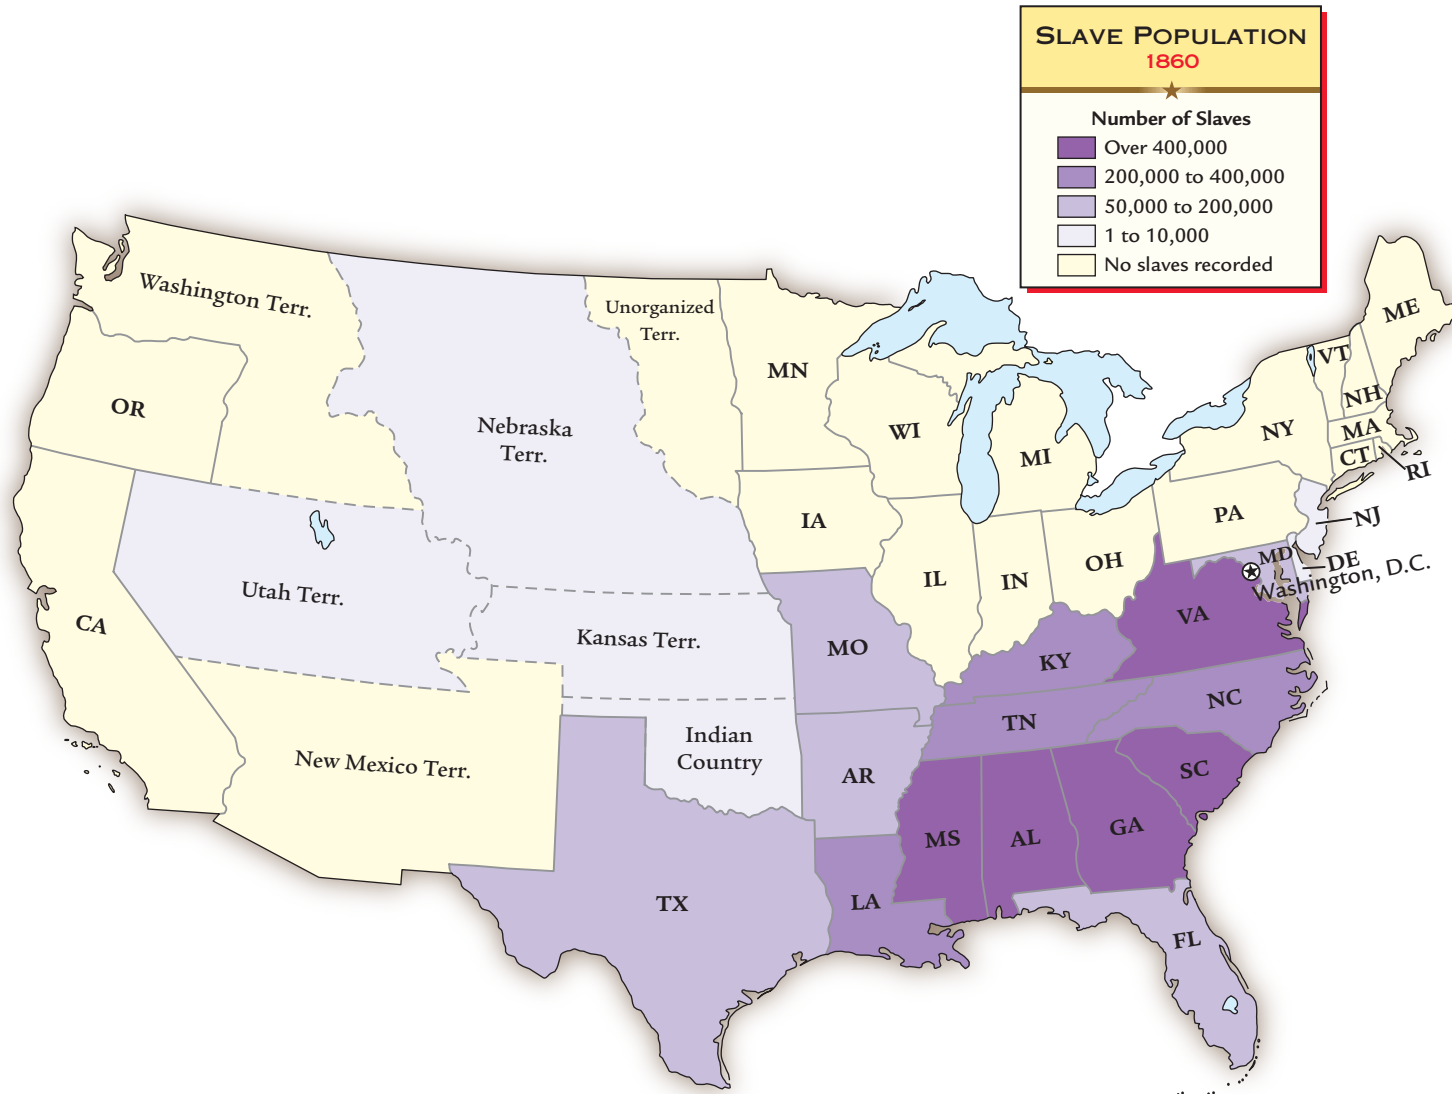 SLAVE POPULATION
1860
Number of Slaves
Over 400,000
200,000 to 400,000
50,000 to 200,000
1 to 10,000
No slaves recorded
Washington Terr.
Unorganized
Terr.
ME
VT
MN
OR
NH
Nebraska
Terr.
WI
NY
MA
MI
CT
RI
IA
PA
NJ
MD
DE
Washington, D.C.
OH
IL
IN
Utah Terr.
CA
VA
Kansas Terr.
MO
KY
NC
TN
Indian
Country
New Mexico Terr.
AR
SC
MS
AL
GA
TX
LA
FL